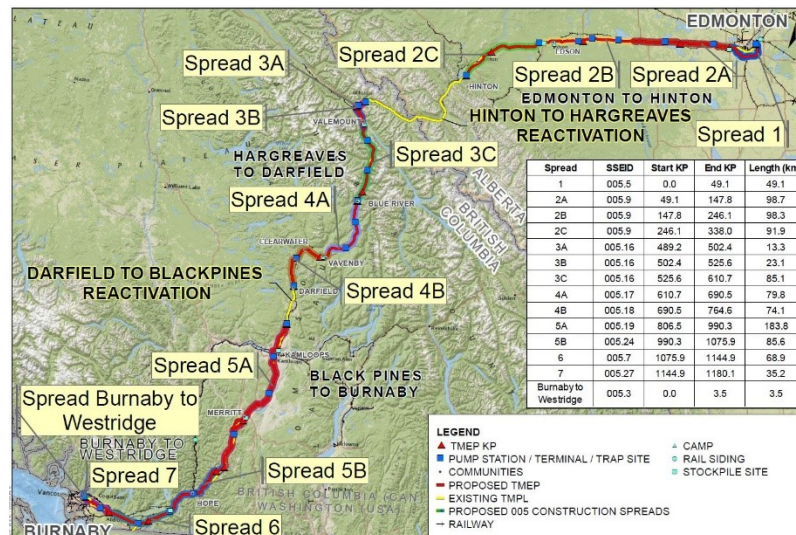 EDMONTON
Spread 2C
Spread 3A
EDSON
HINTON
Spread 2B
Spread 2A
EDMONTON TO HINTON
HINTON TO HARGREAVES
REACTIVATION
Spread 1
Spread 3B
VALEMOUNT
HARGREAVES
TO DARFIELD
Spread 3C
ALBERTA
BRITISH
COLUMBIA
Spread 4A
BLUE RIVER
CLEARWATER
VAVENBY
DARFIELD TO BLACKPINES
REACTIVATION
DARFIELD
Spread 4B
KAMLOOPS
Spread 5A
BLACK PINES
TO BURNABY
Spread Burnaby to
Westridge
MERRITT
BURNABY TO
WESTRIDGE
Spread 7
Spread 5B
BRITISH COLUMBIA (CAN)
WASHINGTON (USA)
HOPE
BURNABY
Spread 6
Spread SSEID Start KP End KP Length (km)
1 005.5 0.0 49.1 49.1
2A 005.9 49.1 147.8 98.7
2B 005.9 147.8 246.1 98.3
2C 005.9 246.1 338.0 91.9
3A 005.16 489.2 502.4 13.3
3B 005.16 502.4 525.6 23.1
3C 005.16 525.6 610.7 85.1
4A 005.17 610.7 690.5 79.8
4B 005.18 690.5 764.6 74.1
5A 005.19 806.5 990.3 183.8
5B 005.24 990.3 1075.9 85.6
6 005.7 1075.9 1144.9 68.9
7 005.27 1144.9 1180.1 35.2
Burnaby to
Westridge 005.3 0.0 3.5 3.5
LEGEND
TMEP KP
PUMP STATION / TERMINAL / TRAP SITE
COMMUNITIES
PROPOSED TMEP
EXISTING TMPL
PROPOSED 005 CONSTRUCTION SPREADS
RAILWAY
CAMP
RAIL SIDING
STOCKPILE SITE